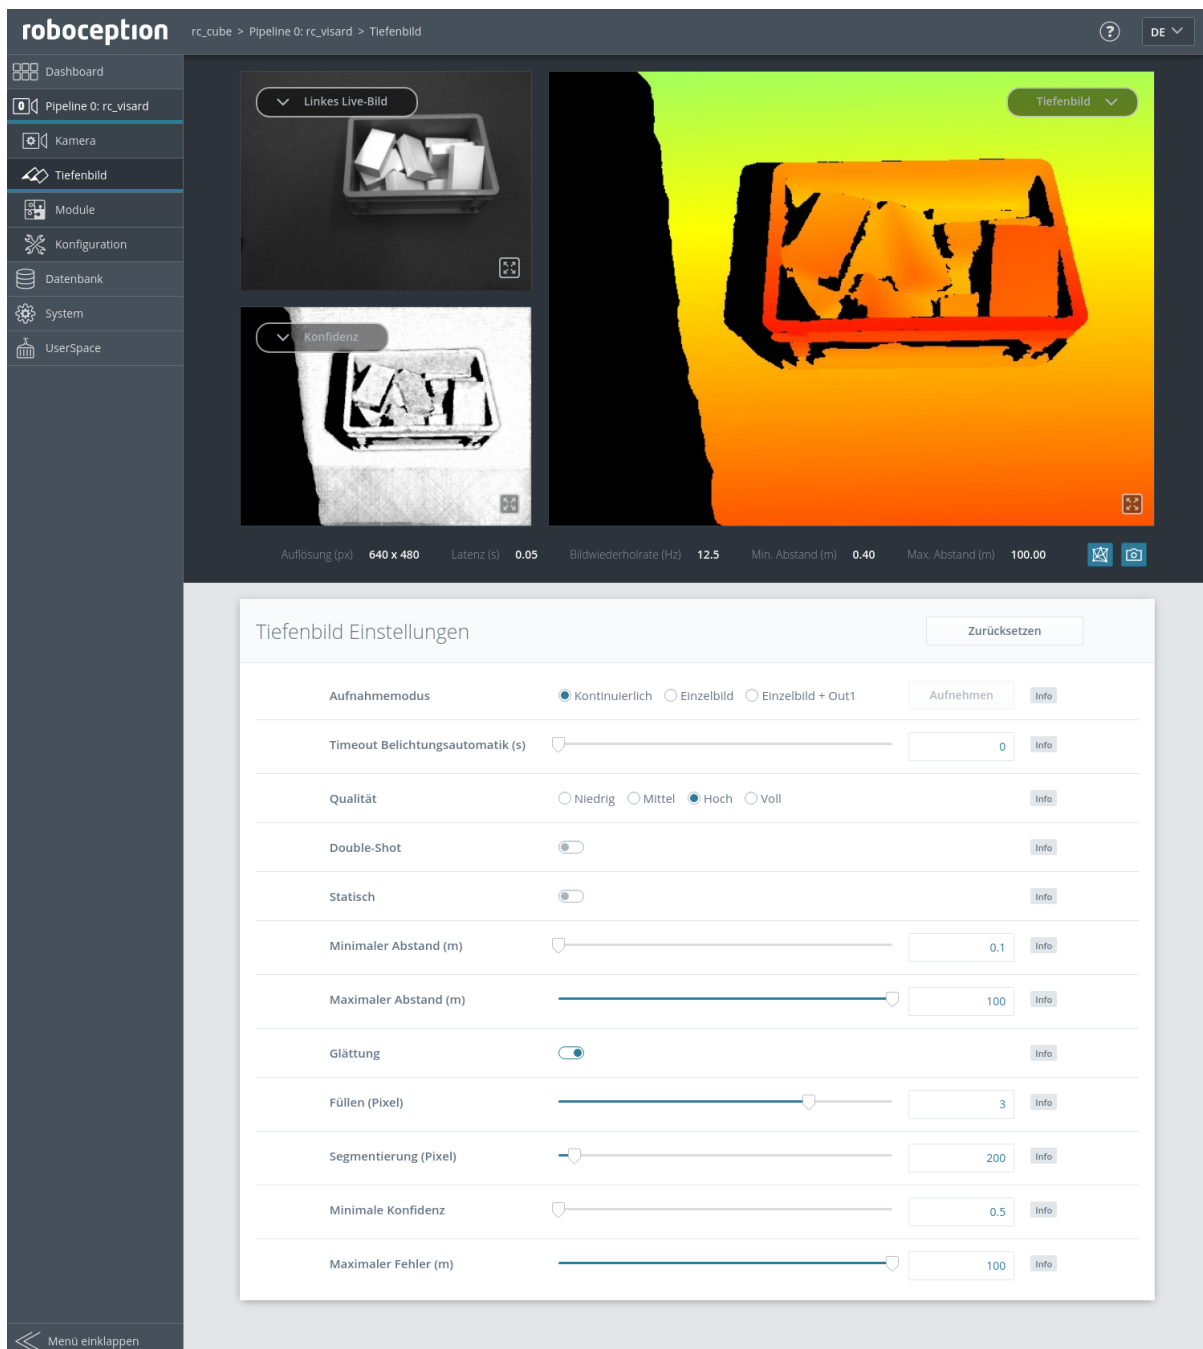 roboception
rc_cube > Pipeline 0: rc_visard > Tiefenbild
?
DE
Dashboard
0 Pipeline 0: rc_visard
Kamera
Tiefenbild
Module
Konfiguration
Datenbank
System
UserSpace
Menü einklappen
Linkes Live-Bild
Tiefenbild
Konfidenz
Auflösung (px) 640 x 480 Latenz (s) 0.05 Bildwiederholrate (Hz) 12.5 Min. Abstand (m) 0.40 Max. Abstand (m) 100.00
Tiefenbild Einstellungen Zurücksetzen
Aufnahmemodus Kontinuierlich Einzelbild Einzelbild + Out1 Aufnehmen Info
Timeout Belichtungsautomatik (s) 0 Info
Qualität Niedrig Mittel Hoch Voll Info
Double-Shot Info
Statisch Info
Minimaler Abstand (m) 0.1 Info
Maximaler Abstand (m) 100 Info
Glättung Info
Füllen (Pixel) 3 Info
Segmentierung (Pixel) 200 Info
Minimale Konfidenz 0.5 Info
Maximaler Fehler (m) 100 Info